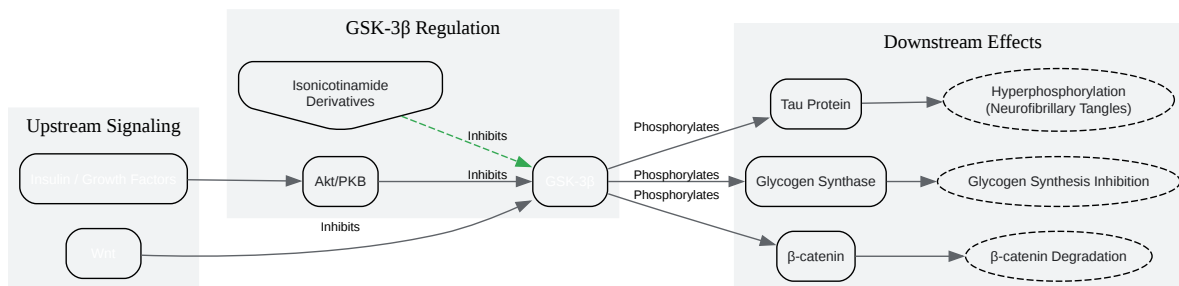 GSK-3β Regulation
Isonicotinamide
Derivatives
Inhibits
Akt/PKB
Inhibits
GSK-3β
Upstream Signaling
Insulin / Growth Factors
Wnt
Inhibits
Downstream Effects
Phosphorylates
Tau Protein
Hyperphosphorylation
(Neurofibrillary Tangles)
Phosphorylates
Glycogen Synthase
Glycogen Synthesis Inhibition
Phosphorylates
β-catenin
β-catenin Degradation